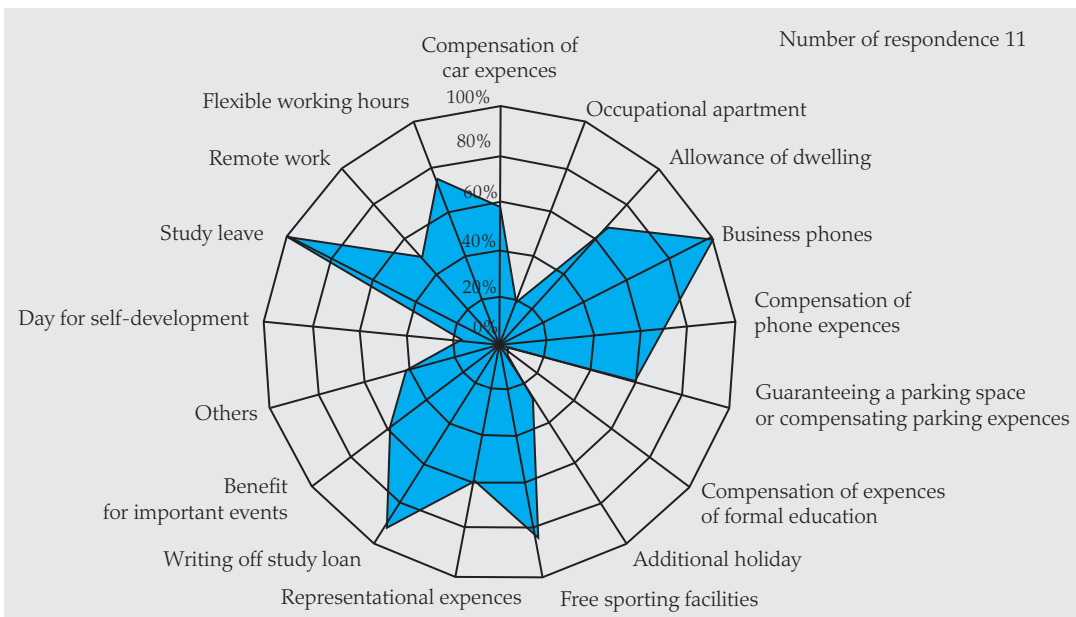 Number of respondence 11
Compensation of
car expences
Occupational apartment
Allowance of dwelling
Business phones
Compensation of
phone expences
Guaranteeing a parking space
or compensating parking expences
Compensation of expences
of formal education
Additional holiday
Free sporting facilities
Representational expences
Writing off study loan
Benefit
for important events
Others
Day for self-development
Study leave
Remote work
Flexible working hours
100%
80%
60%
40%
20%
0%